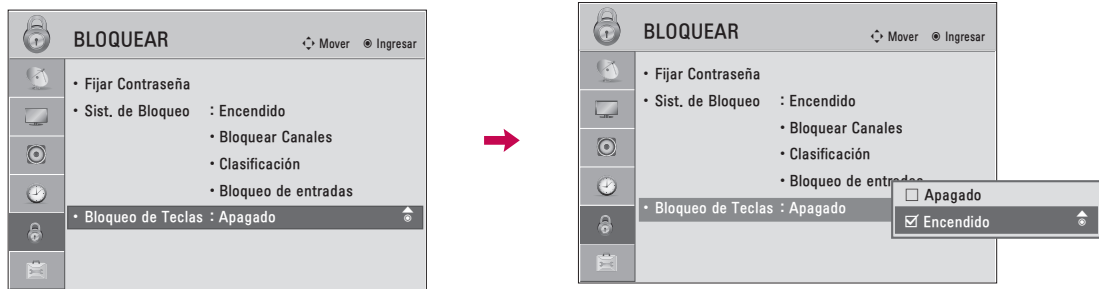 BLOQUEAR
Mover Ingresar
• Fijar Contraseña
• Sist. de Bloqueo : Encendido
• Bloquear Canales
• Clasificación
• Bloqueo de entradas
• Bloqueo de Teclas : Apagado
BLOQUEAR
Mover Ingresar
• Fijar Contraseña
• Sist. de Bloqueo : Encendido
• Bloquear Canales
• Clasificación
• Bloqueo de entradas
• Bloqueo de Teclas : Apagado
Apagado
Encendido